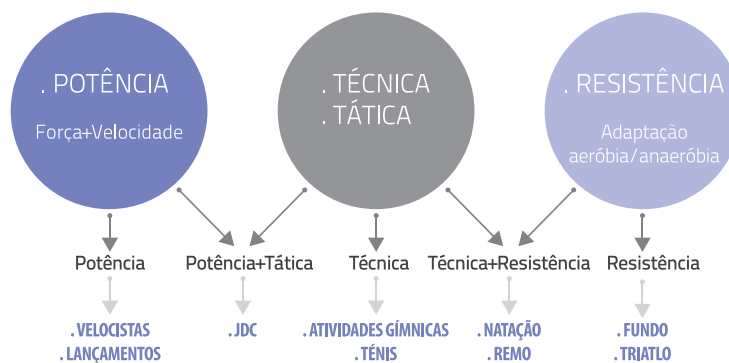 . POTÊNCIA
Força+Velocidade
. TÉCNICA
. TÁTICA
. RESISTÊNCIA
Adaptação
aeróbia/anaeróbia
Potência
Potência+Tática
Técnica
Técnica+Resistência
Resistência
. VELOCISTAS
. LANÇAMENTOS
. JDC
. ATIVIDADES GÍMNICAS
. TÉNIS
. NATAÇÃO
. REMO
. FUNDO
. TRIATLO